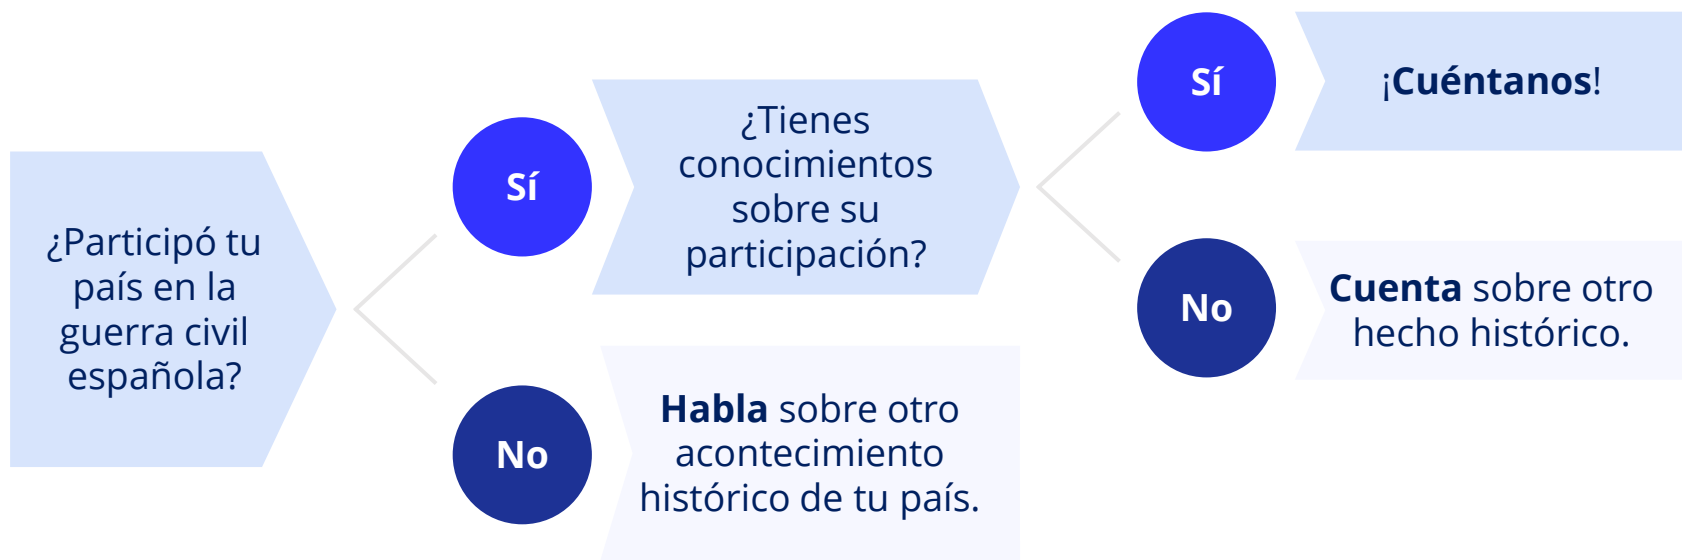 ¿Participó tu
país en la
guerra civil
española?
Sí
¿Tienes
conocimientos
sobre su
participación?
Sí
¡Cuéntanos!
No
Cuenta sobre otro
hecho histórico.
No
Habla sobre otro
acontecimiento
histórico de tu país.